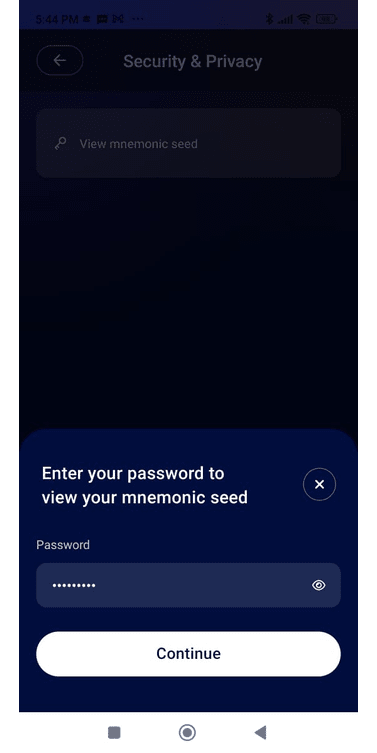 5:44 PM
Security & Privacy
View mnemonic seed
Enter your password to
view your mnemonic seed
Password
•••••••••
Continue